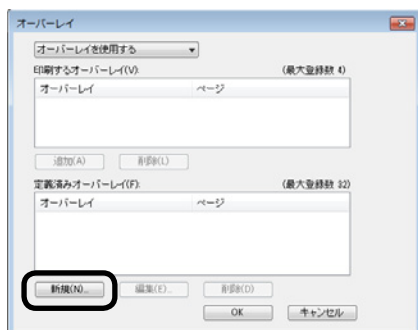 オーバーレイ
オーバーレイを使用する
印刷するオーバーレイ(V): (最大登録数 4)
オーバーレイ ページ
追加(A) 削除(L)
定義済みオーバーレイ(F): (最大登録数 32)
オーバーレイ ページ
新規(N)... 編集(E)... 削除(D)
OK キャンセル